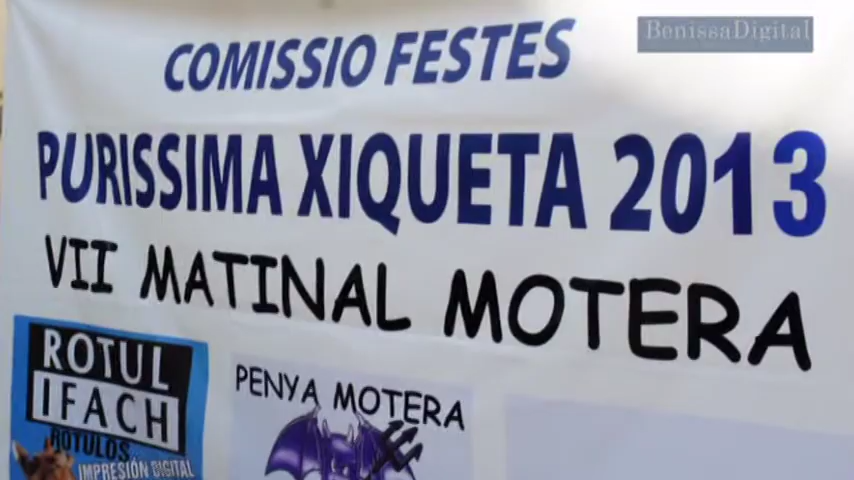 BenissaDigital
COMISSIO FESTES
PURISSIMA XIQUETA 2013
VII MATINAL MOTERA
ROTUL
IFACH
ROTULOS
IMPRESIÓN DIGITAL
PENYA MOTERA